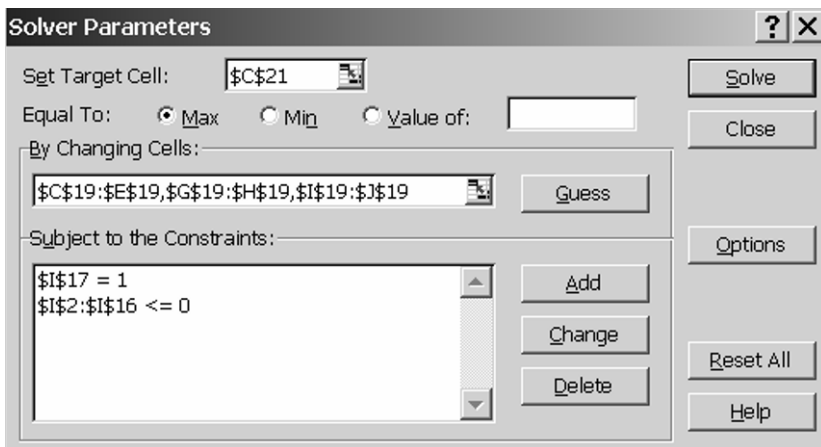 Solver Parameters
? X
Set Target Cell: $C$21
Solve
Equal To: Max Min Value of:
Close
By Changing Cells:
$C$19:$E$19,$G$19:$H$19,$I$19:$J$19
Guess
Subject to the Constraints:
Options
$I$17 = 1
$I$2:$I$16 <= 0
Add
Change
Reset All
Delete
Help